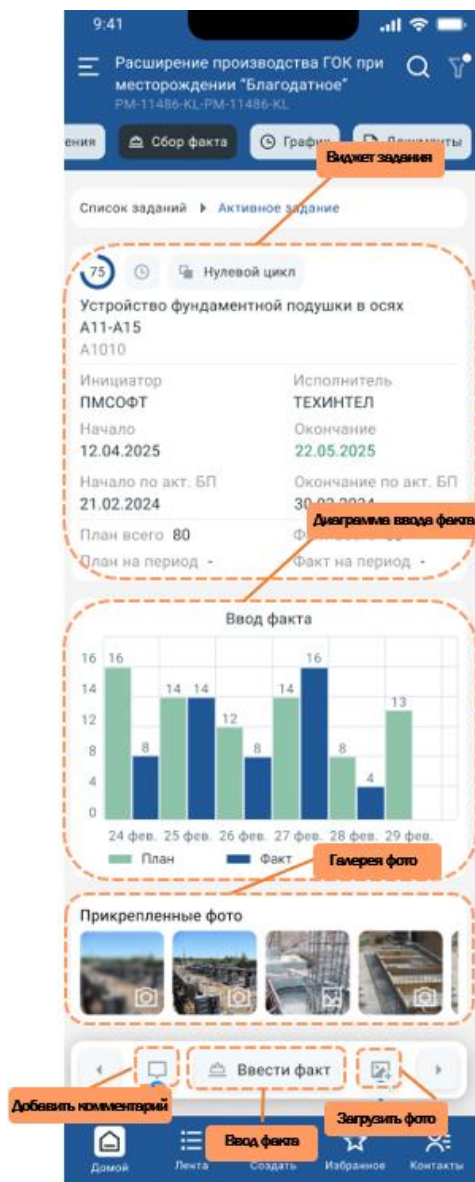 9:41
Расширение производства ГОК при
месторождении "Благодатное"
PM-11486-KL-PM-11486-KL
ения Сбор факта График Документы
Виджет задания
Список заданий Активное задание
75 Нулевой цикл
Устройство фундаментной подушки в осях
А11-А15
A1010
Инициатор Исполнитель
ПМСОФТ ТЕХИНТЕЛ
Начало Окончание
12.04.2025 22.05.2025
Начало по акт. БП Окончание по акт. БП
21.02.2024
Диаграмма ввода факта
План всего 80
План на период - Факт на период -
Ввод факта
16 16 16
14 14 14 14
12 12
8 8 8 8
4 4
0
13
24 фев. 25 фев. 26 фев. 27 фев. 28 фев. 29 фев.
План Факт
Галерея фото
Прикрепленные фото
Ввести факт
Добавить комментарий Ввод факта Загрузить фото
Домой Лента Создать Избранное Контакты